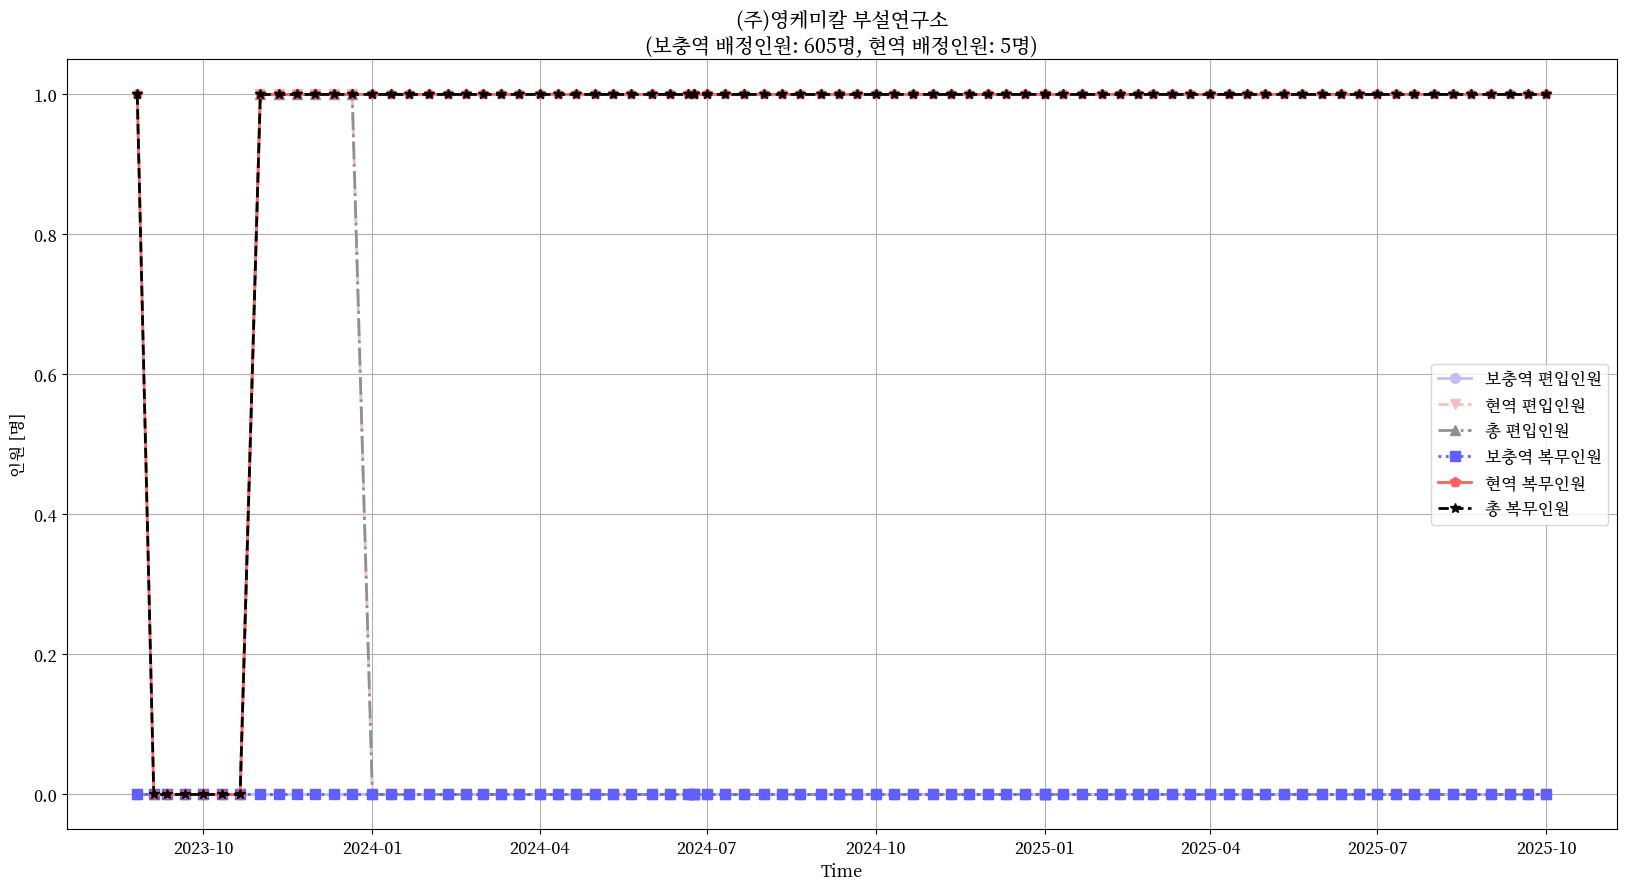 (주)영케미칼 부설연구소
(보충역 배정인원: 605명, 현역 배정인원: 5명)
1.0
0.8
0.6
0.4
0.2
0.0
인원 [명]
보충역 편입인원
현역 편입인원
총 편입인원
보충역 복무인원
현역 복무인원
총 복무인원
2023-10
2024-01
2024-04
2024-07
2024-10
2025-01
2025-04
2025-07
2025-10
Time